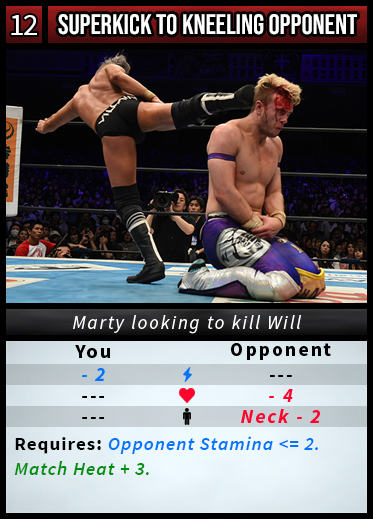 12 SUPERKICK TO KNEELING OPPONENT
Marty looking to kill Will
You Opponent
- 2 ---
--- - 4
--- Neck - 2
Requires: Opponent Stamina <= 2.
Match Heat + 3.